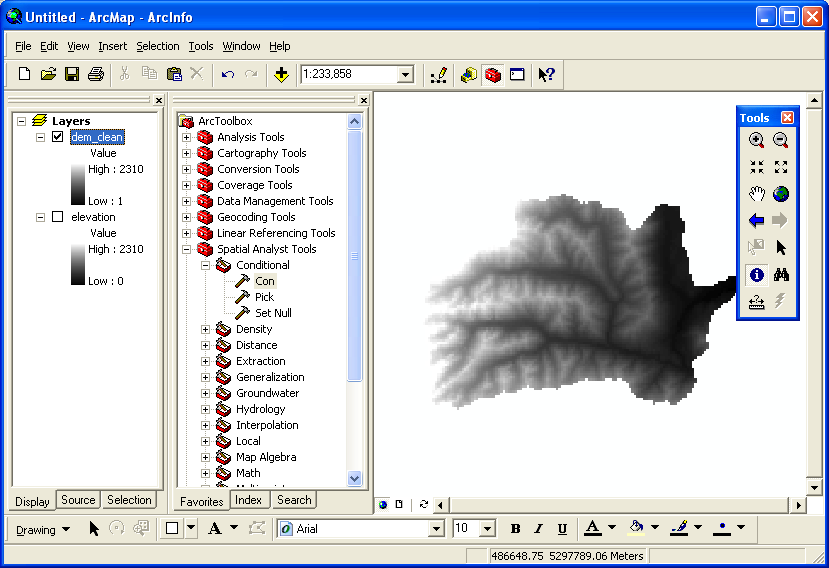 Untitled - ArcMap - ArcInfo
File Edit View Insert Selection Tools Window Help
1:233,858
Layers
dem_clean
Value
High : 2310
Low : 1
elevation
Value
High : 2310
Low : 0
Display Source Selection
ArcToolbox
Analysis Tools
Cartography Tools
Conversion Tools
Coverage Tools
Data Management Tools
Geocoding Tools
Linear Referencing Tools
Spatial Analyst Tools
Conditional
Con
Pick
Set Null
Density
Distance
Extraction
Generalization
Groundwater
Hydrology
Interpolation
Local
Map Algebra
Math
Favorites Index Search
Tools
Drawing A Arial 10 B I U A
486648.75 5297789.06 Meters